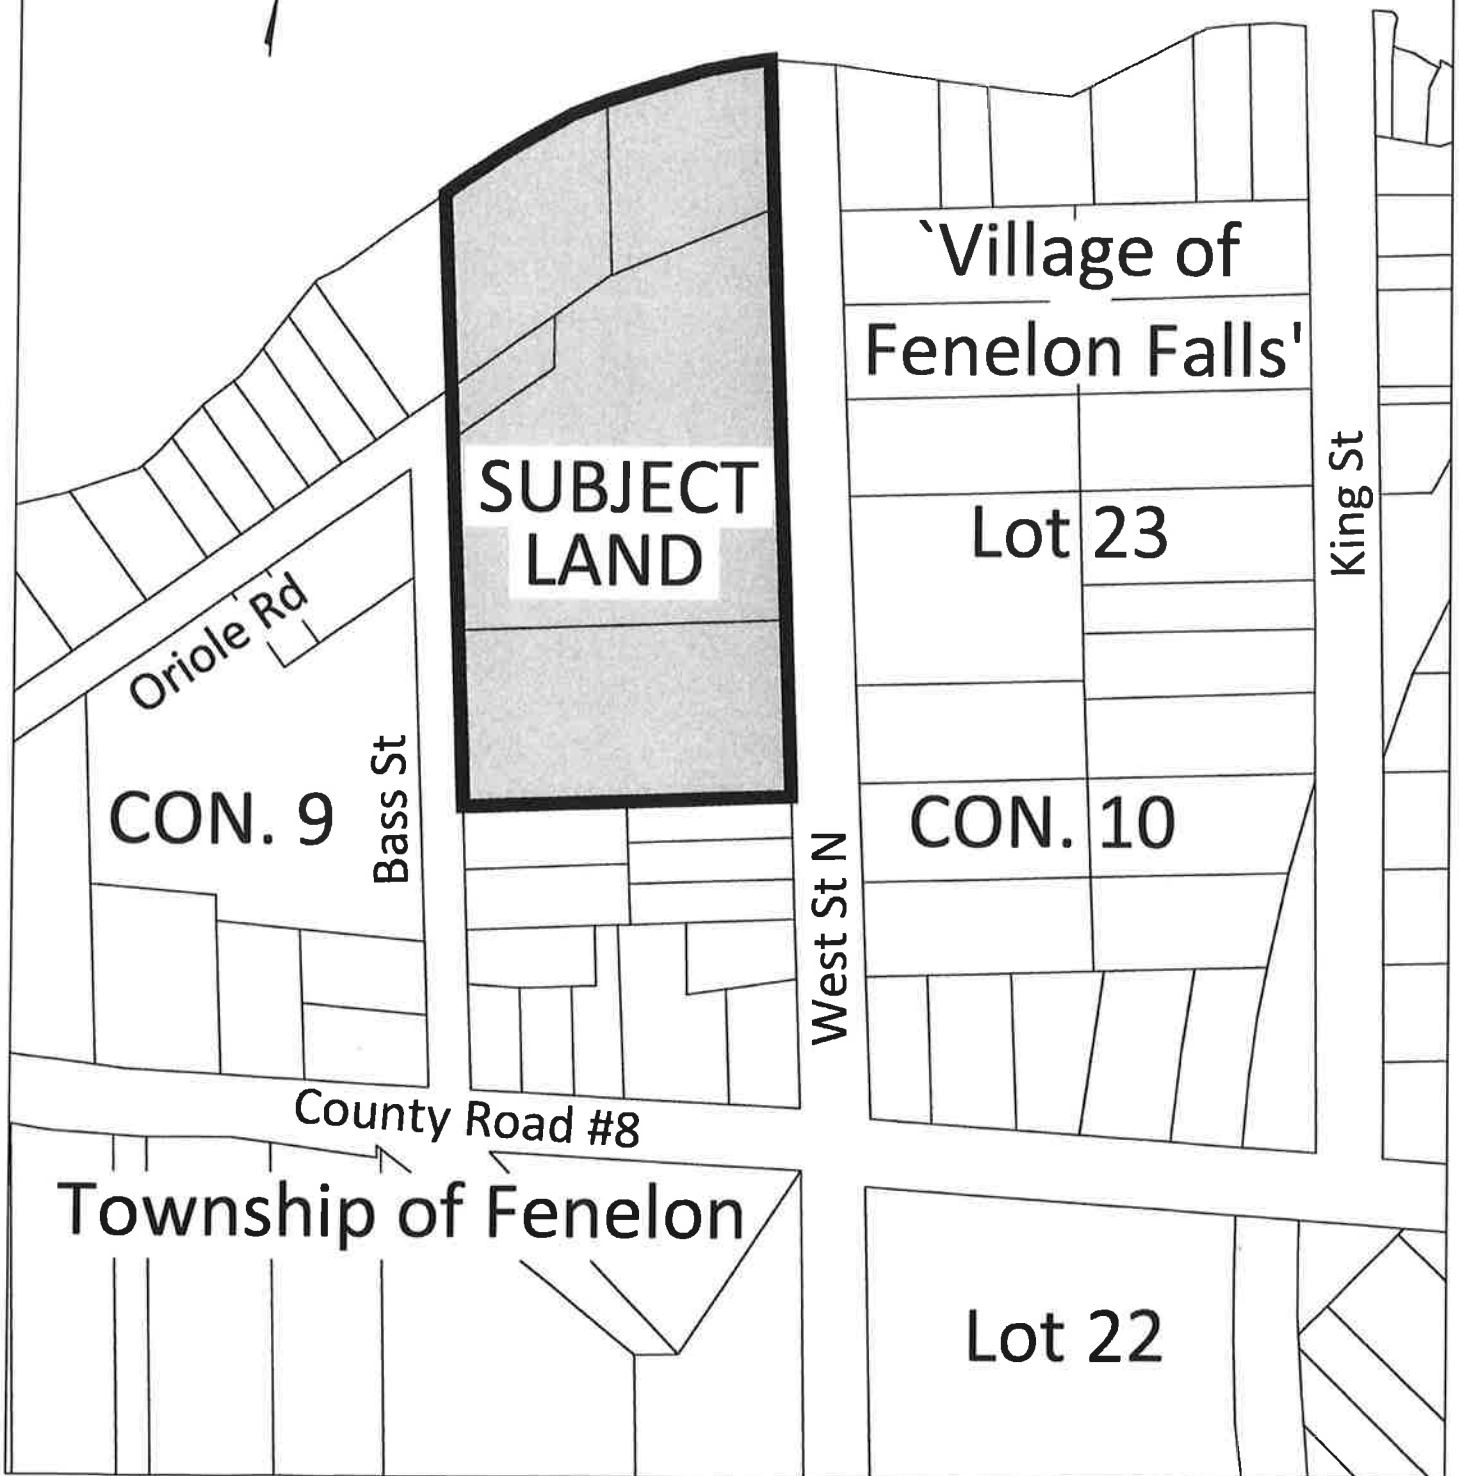 `Village of
Fenelon Falls'
SUBJECT
LAND
Lot 23
King St
Oriole Rd
Bass St
CON. 9
CON. 10
West St N
County Road #8
Township of Fenelon
Lot 22